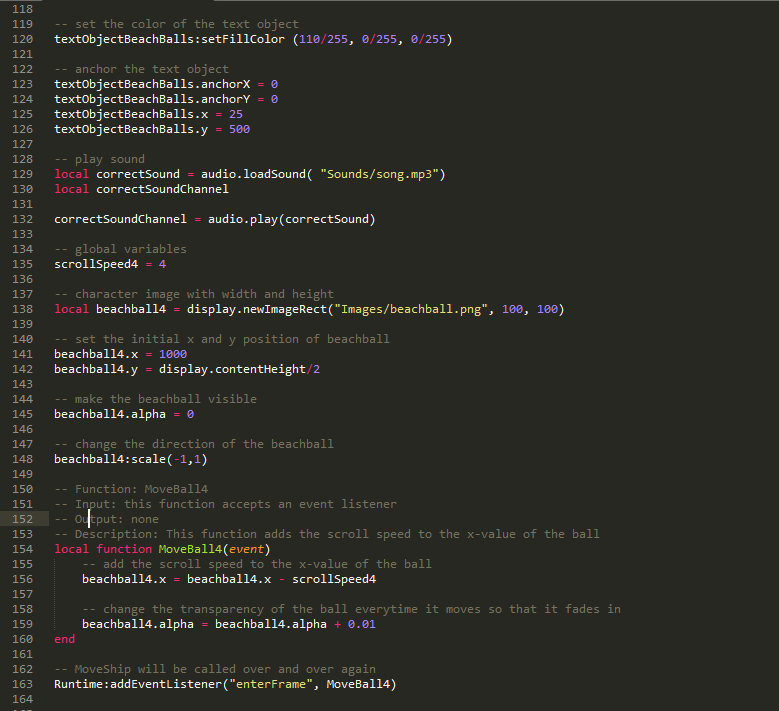 118
119 -- set the color of the text object
120 textObjectBeachBalls:setFillColor (110/255, 0/255, 0/255)
121
122 -- anchor the text object
123 textObjectBeachBalls.anchorX = 0
124 textObjectBeachBalls.anchorY = 0
125 textObjectBeachBalls.x = 25
126 textObjectBeachBalls.y = 500
127
128 -- play sound
129 local correctSound = audio.loadSound( "Sounds/song.mp3")
130 local correctSoundChannel
131
132 correctSoundChannel = audio.play(correctSound)
133
134 -- global variables
135 scrollSpeed4 = 4
136
137 -- character image with width and height
138 local beachball4 = display.newImageRect("Images/beachball.png", 100, 100)
139
140 -- set the initial x and y position of beachball
141 beachball4.x = 1000
142 beachball4.y = display.contentHeight/2
143
144 -- make the beachball visible
145 beachball4.alpha = 0
146
147 -- change the direction of the beachball
148 beachball4:scale(-1,1)
149
150 -- Function: MoveBall4
151 -- Input: this function accepts an event listener
152 -- Output: none
153 -- Description: This function adds the scroll speed to the x-value of the ball
154 local function MoveBall4(event)
155     -- add the scroll speed to the x-value of the ball
156     beachball4.x = beachball4.x - scrollSpeed4
157
158     -- change the transparency of the ball everytime it moves so that it fades in
159     beachball4.alpha = beachball4.alpha + 0.01
160 end
161
162 -- MoveShip will be called over and over again
163 Runtime:addEventListener("enterFrame", MoveBall4)
164